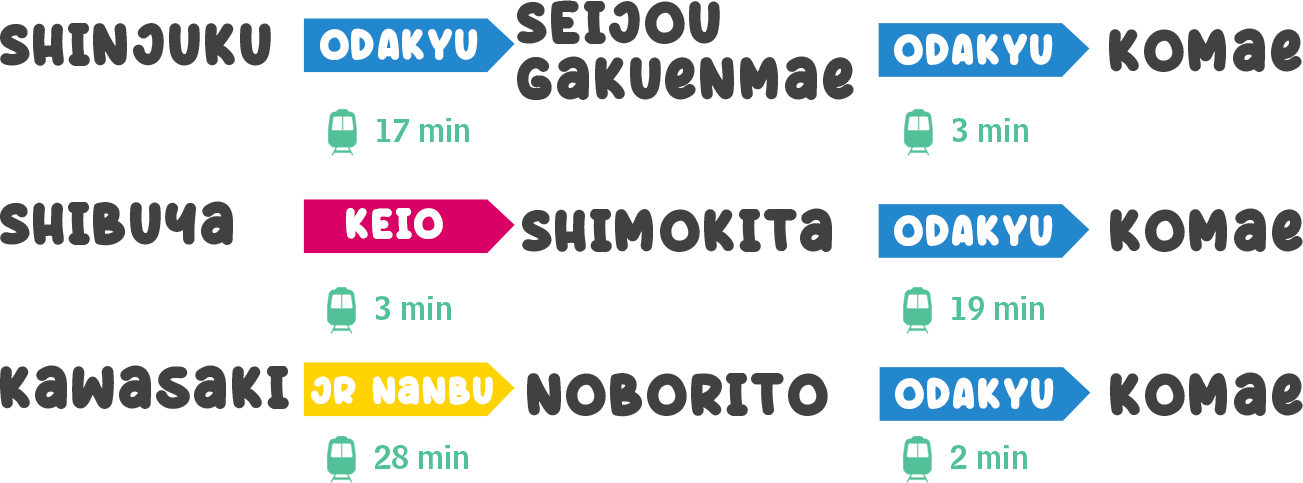 SHINJUKU ODAKYU SEIJOU GaKUeNMae ODAKYU KOMae
17 min 3 min
SHIBUYa KEIO SHIMOKITa ODAKYU KOMae
3 min 19 min
KaWaSaKI JR NaNBU NOBORITO ODAKYU KOMae
28 min 2 min